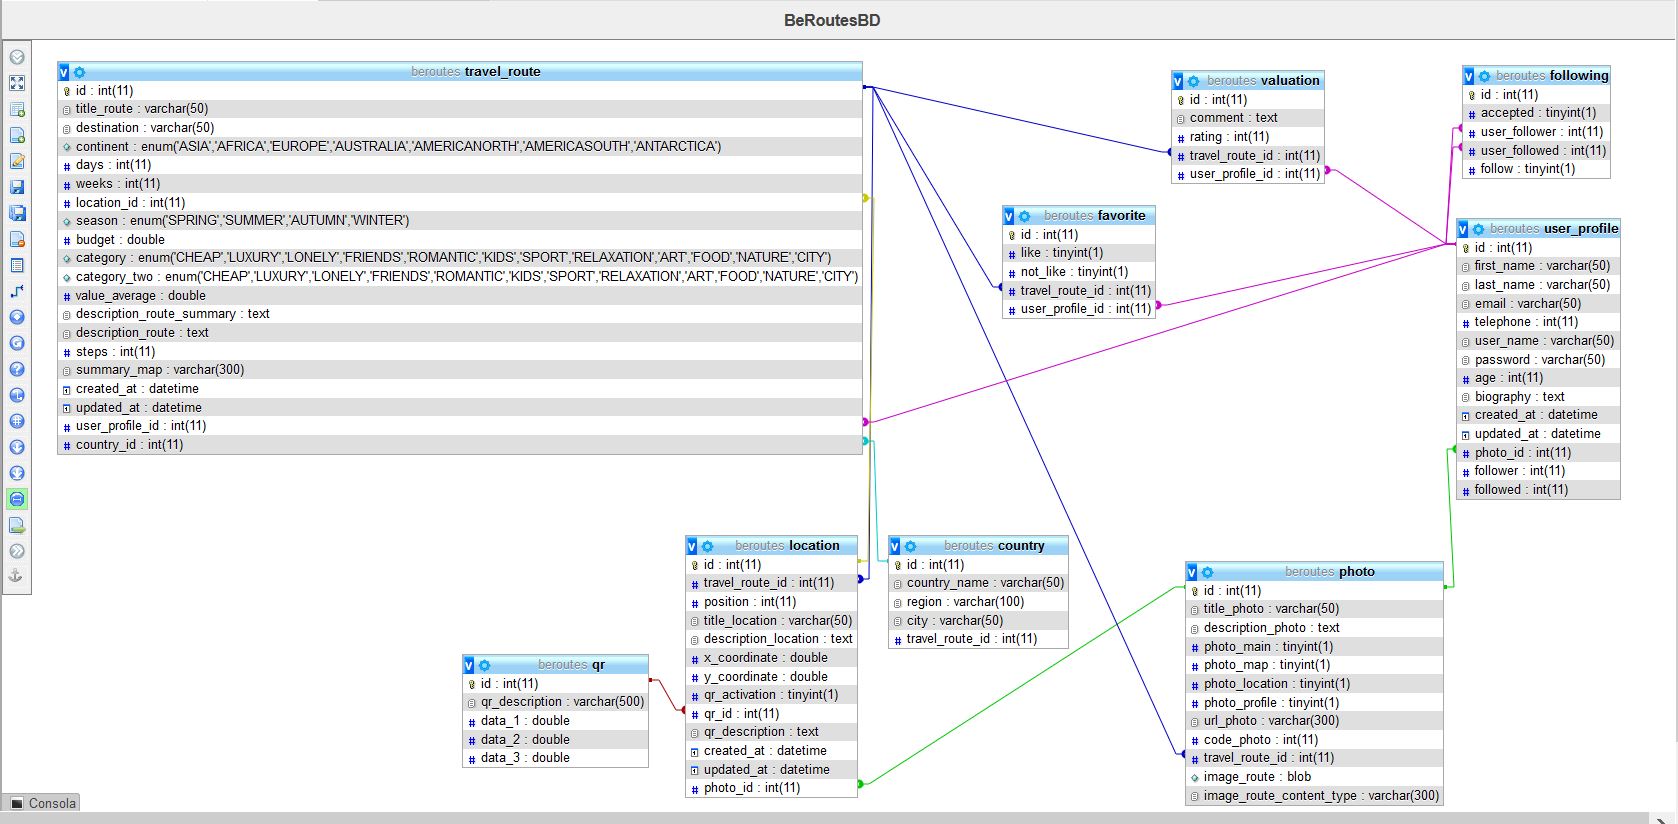 BeRoutesBD
beroutes travel_route
id : int(11)
title_route : varchar(50)
destination : varchar(50)
continent : enum('ASIA','AFRICA','EUROPE','AUSTRALIA','AMERICANORTH','AMERICASOUTH','ANTARCTICA')
days : int(11)
weeks : int(11)
location_id : int(11)
season : enum('SPRING','SUMMER','AUTUMN','WINTER')
budget : double
category : enum('CHEAP','LUXURY','LONELY','FRIENDS','ROMANTIC','KIDS','SPORT,'RELAXATION','ART','FOOD','NATURE','CITY')
category_two : enum('CHEAP','LUXURY','LONELY','FRIENDS','ROMANTIC','KIDS','SPORT','RELAXATION','ART','FOOD','NATURE','CITY')
value_average : double
description_route_summary : text
description_route : text
steps : int(11)
summary_map : varchar(300)
created_at : datetime
updated_at : datetime
user_profile_id : int(11)
country_id : int(11)
beroutes valuation
id : int(11)
comment : text
rating : int(11)
travel_route_id : int(11)
user_profile_id : int(11)
beroutes following
id : int(11)
accepted : tinyint(1)
user_follower : int(11)
user_followed : int(11)
follow : tinyint(1)
beroutes favorite
id : int(11)
like : tinyint(1)
not_like : tinyint(1)
travel_route_id : int(11)
user_profile_id : int(11)
beroutes user_profile
id : int(11)
first_name : varchar(50)
last_name : varchar(50)
email : varchar(50)
telephone : int(11)
user_name : varchar(50)
password : varchar(50)
age : int(11)
biography : text
created_at : datetime
updated_at : datetime
photo_id : int(11)
follower : int(11)
followed : int(11)
beroutes location
id : int(11)
travel_route_id : int(11)
position : int(11)
title_location : varchar(50)
description_location : text
x_coordinate : double
y_coordinate : double
qr_activation : tinyint(1)
qr_id : int(11)
qr_description : text
created_at : datetime
updated_at : datetime
photo_id : int(11)
beroutes country
id : int(11)
country_name : varchar(50)
region : varchar(100)
city : varchar(50)
travel_route_id : int(11)
beroutes qr
id : int(11)
qr_description : varchar(500)
data_1 : double
data_2 : double
data_3 : double
beroutes photo
id : int(11)
title_photo : varchar(50)
description_photo : text
photo_main : tinyint(1)
photo_map : tinyint(1)
photo_location : tinyint(1)
photo_profile : tinyint(1)
url_photo : varchar(300)
code_photo : int(11)
travel_route_id : int(11)
image_route : blob
image_route_content_type : varchar(300)
Consola